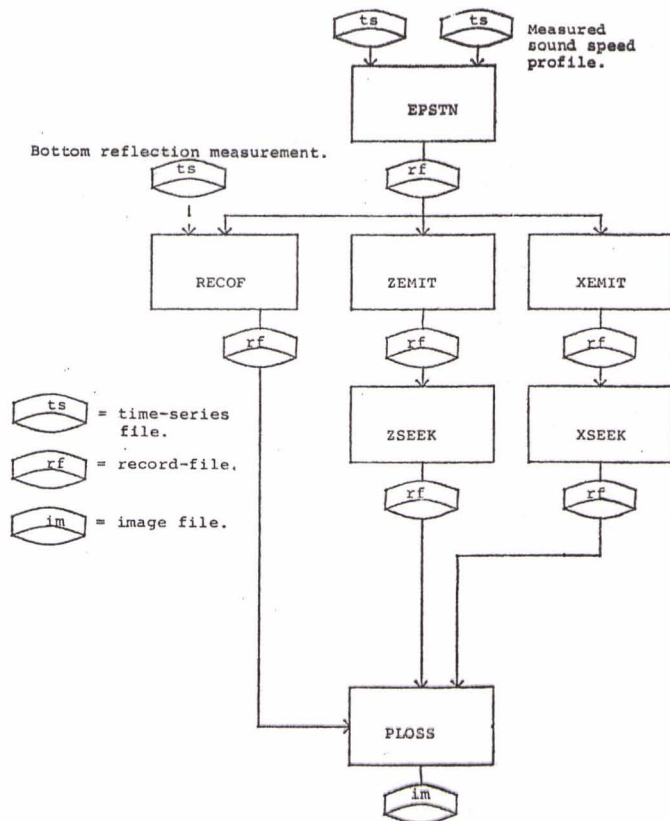 ts
ts
Measured
sound speed
profile.
EPSTN
Bottom reflection measurement.
ts
rf
RECOF
ZEMIT
XEMIT
rf
rf
rf
ts = time-series
file.
ZSEEK
XSEEK
rf = record-file.
rf
rf
im = image file.
PLOSS
im